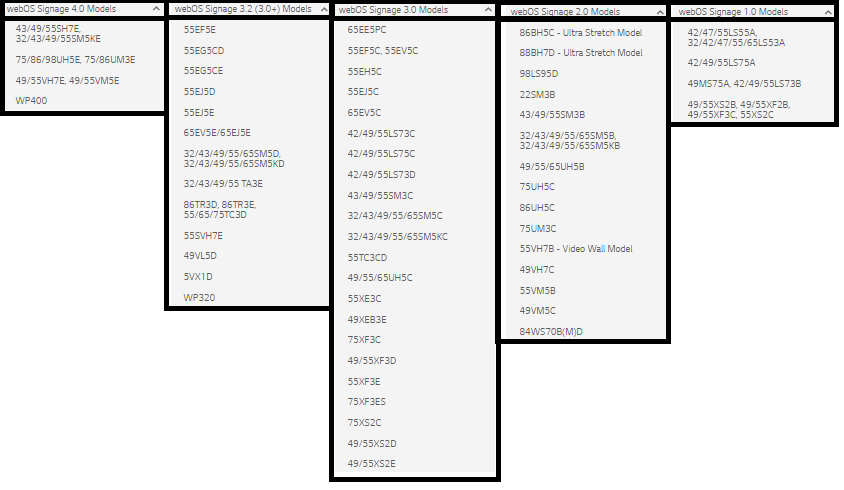 webOS Signage 4.0 Models
43/49/55SH7E,
32/43/49/55SM5KE
75/86/98UH5E, 75/86UM3E
49/55VH7E, 49/55VM5E
WP400
webOS Signage 3.2 (3.0+) Models
55EF5E
55EG5CD
55EG5CE
55EJ5D
55EJ5E
65EV5E/65EJ5E
32/43/49/55/65SM5D,
32/43/49/55/65SM5KD
32/43/49/55 TA3E
86TR3D, 86TR3E,
55/65/75TC3D
55SVH7E
49VL5D
5VX1D
WP320
webOS Signage 3.0 Models
65EE5PC
55EF5C, 55EV5C
55EH5C
55EJ5C
65EV5C
42/49/55LS73C
42/49/55LS75C
42/49/55LS73D
43/49/55SM3C
32/43/49/55/65SM5C
32/43/49/55/65SM5KC
55TC3CD
49/55/65UH5C
55XE3C
49XEB3E
75XF3C
49/55XF3D
55XF3E
75XF3ES
75XS2C
49/55XS2D
49/55XS2E
webOS Signage 2.0 Models
86BH5C - Ultra Stretch Model
88BH7D - Ultra Stretch Model
98LS95D
22SM3B
43/49/55SM3B
32/43/49/55/65SM5B,
32/43/49/55/65SM5KB
49/55/65UH5B
75UH5C
86UH5C
75UM3C
55VH7B - Video Wall Model
49VH7C
55VM5B
49VM5C
84WS70B(M)D
webOS Signage 1.0 Models
42/47/55LS55A,
32/42/47/55/65LS53A
42/49/55LS75A
49MS75A, 42/49/55LS73B
49/55XS2B, 49/55XF2B,
49/55XF3C, 55XS2C